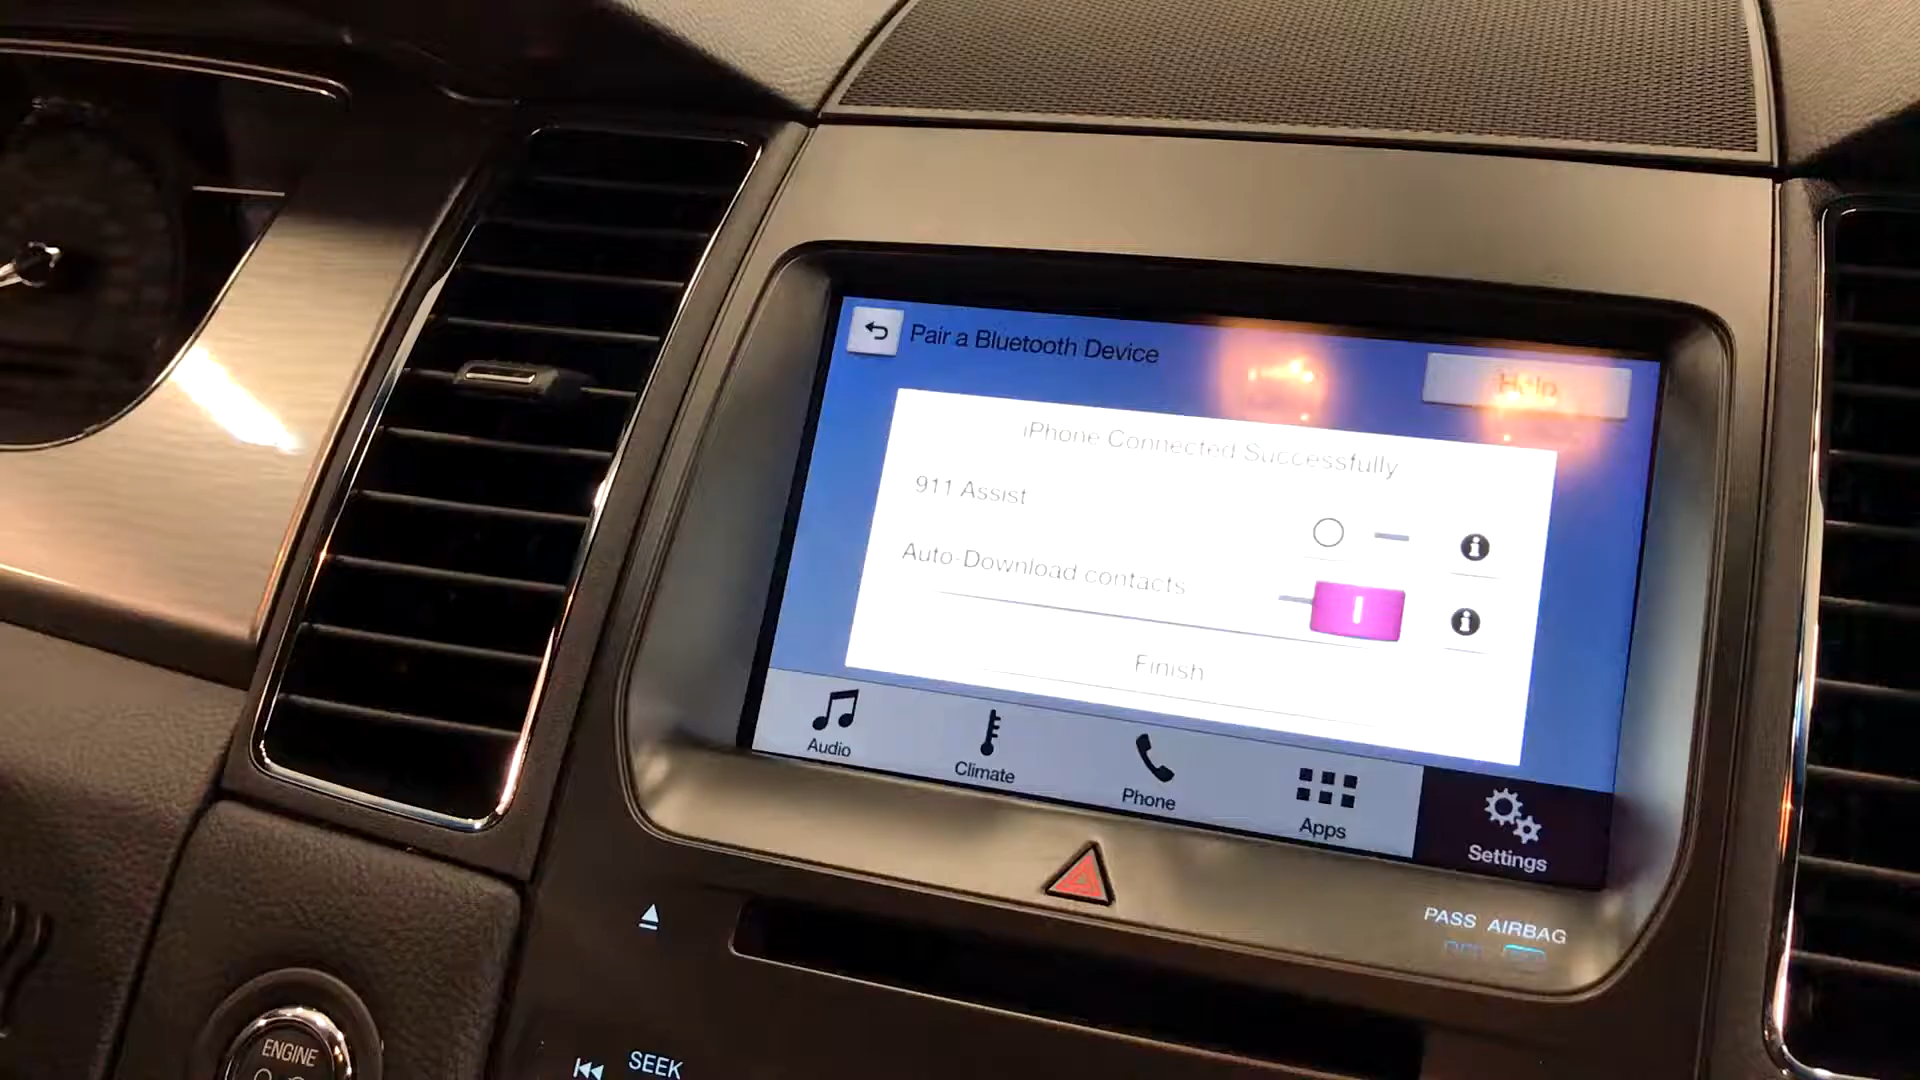 Pair a Bluetooth Device
Help
iPhone Connected Successfully
911 Assist
Auto-Download contacts
Finish
Audio
Climate
Phone
Apps
Settings
PASS AIRBAG
ENGINE
SEEK